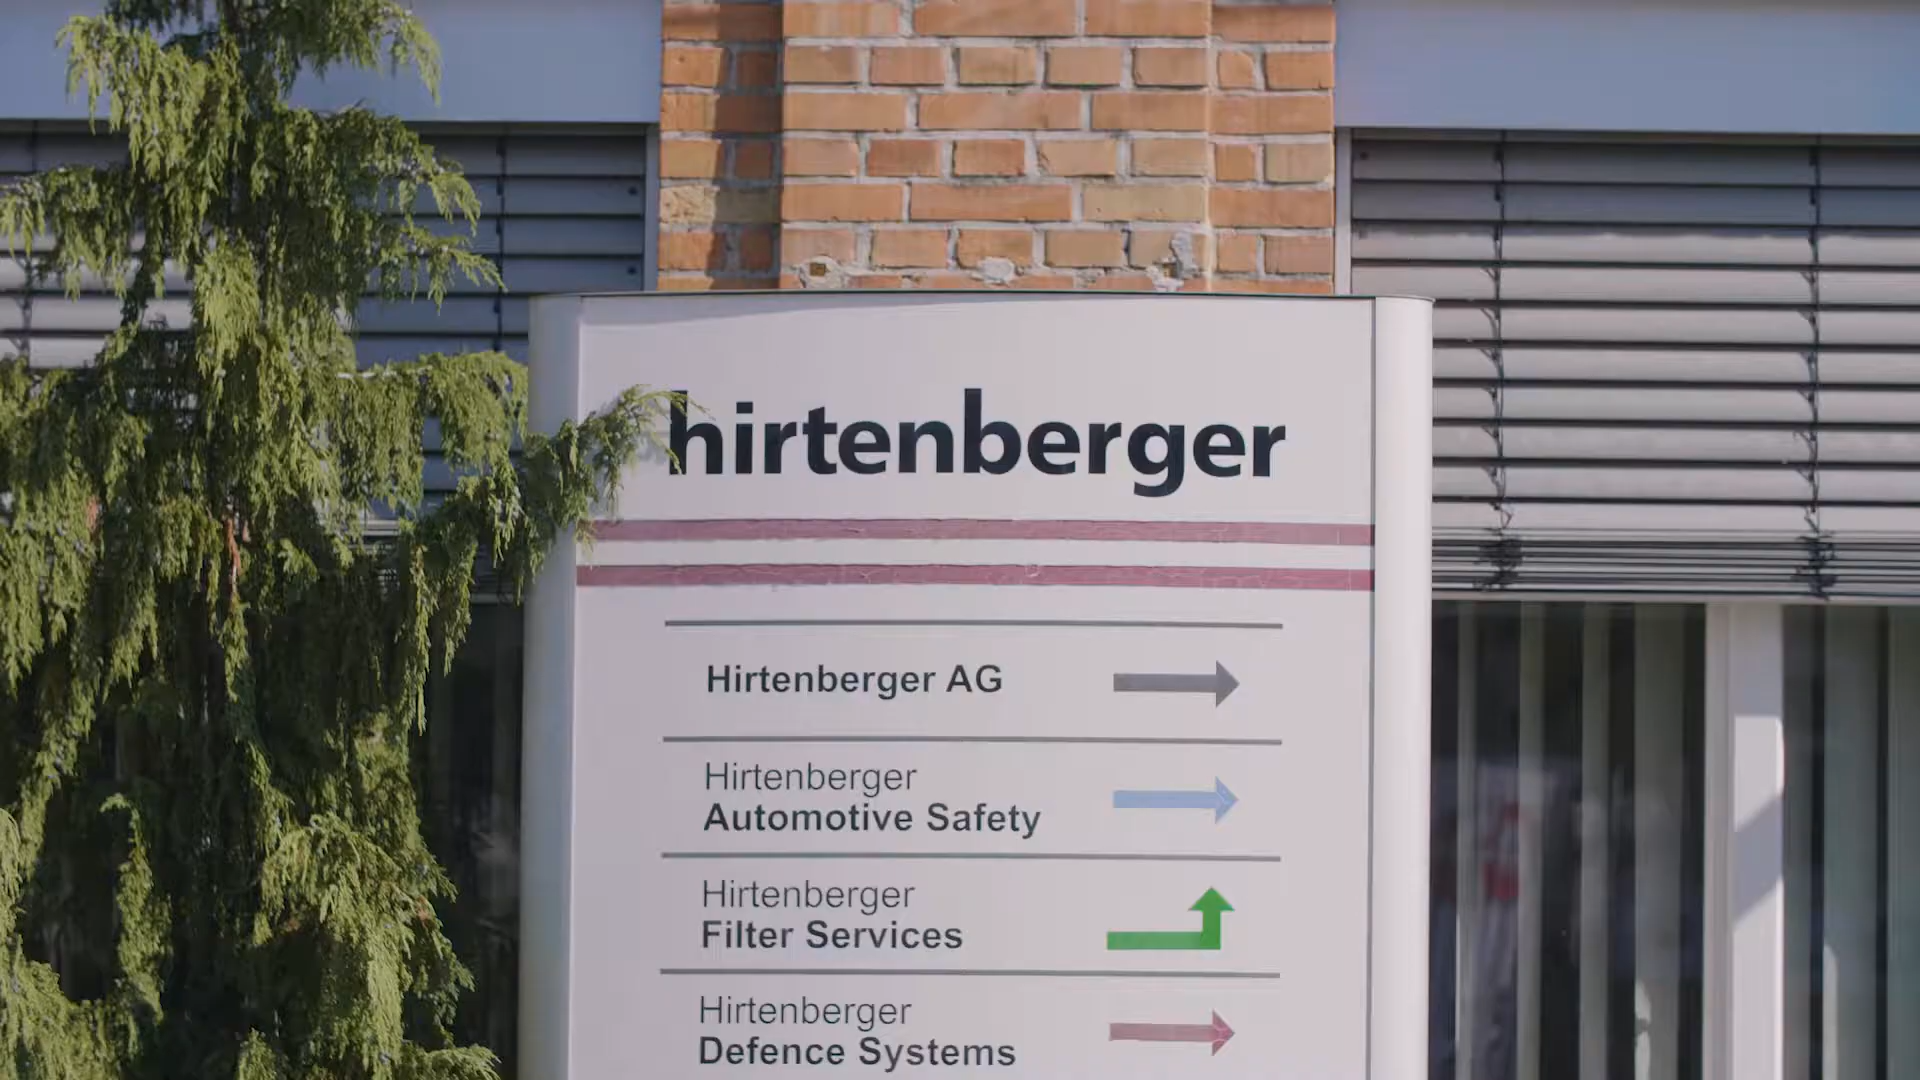 hirtenberger
Hirtenberger AG
Hirtenberger
Automotive Safety
Hirtenberger
Filter Services
Hirtenberger
Defence Systems